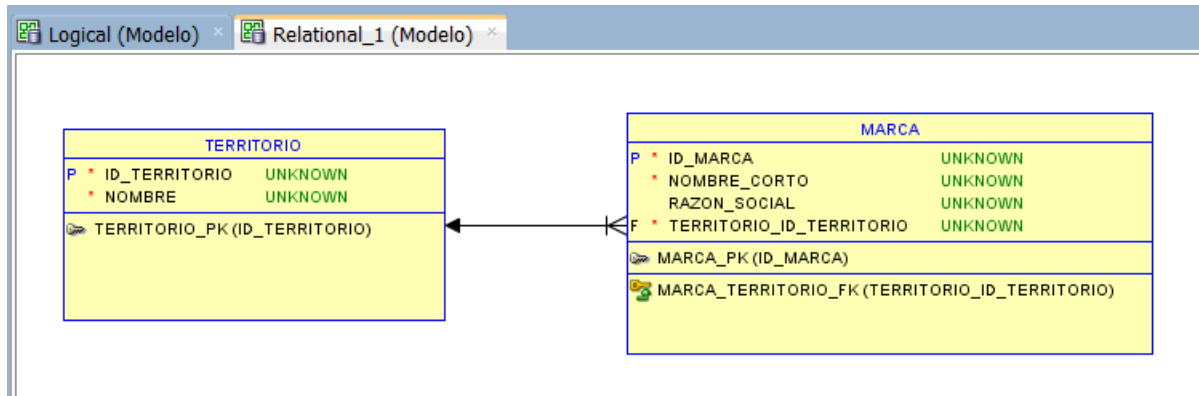 Logical (Modelo) × Relational_1 (Modelo) ×
TERRITORIO
P * ID_TERRITORIO UNKNOWN
* NOMBRE UNKNOWN
TERRITORIO_PK (ID_TERRITORIO)
MARCA
P * ID_MARCA UNKNOWN
* NOMBRE_CORTO UNKNOWN
RAZON_SOCIAL UNKNOWN
F * TERRITORIO_ID_TERRITORIO UNKNOWN
MARCA_PK (ID_MARCA)
MARCA_TERRITORIO_FK (TERRITORIO_ID_TERRITORIO)